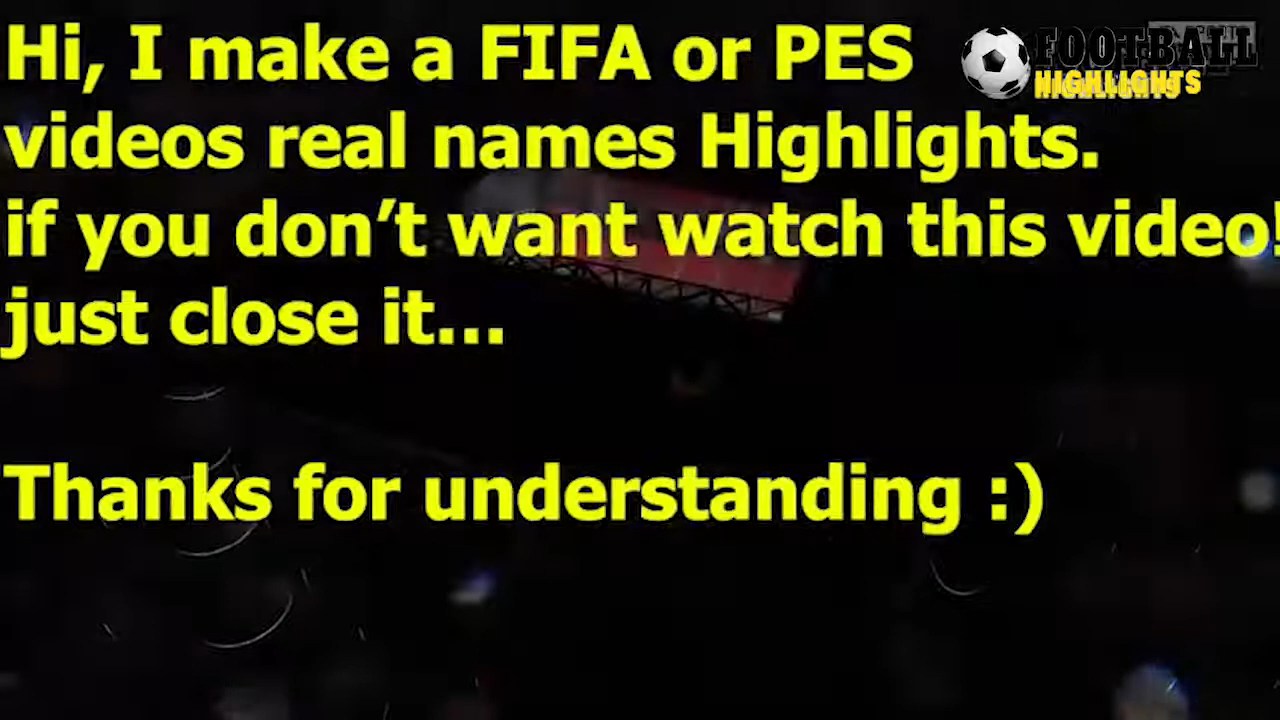 Hi, I make a FIFA or PES
FOOTBALL
HIGHLIGHTS
videos real names Highlights.
if you don’t want watch this video!
just close it...
Thanks for understanding :)